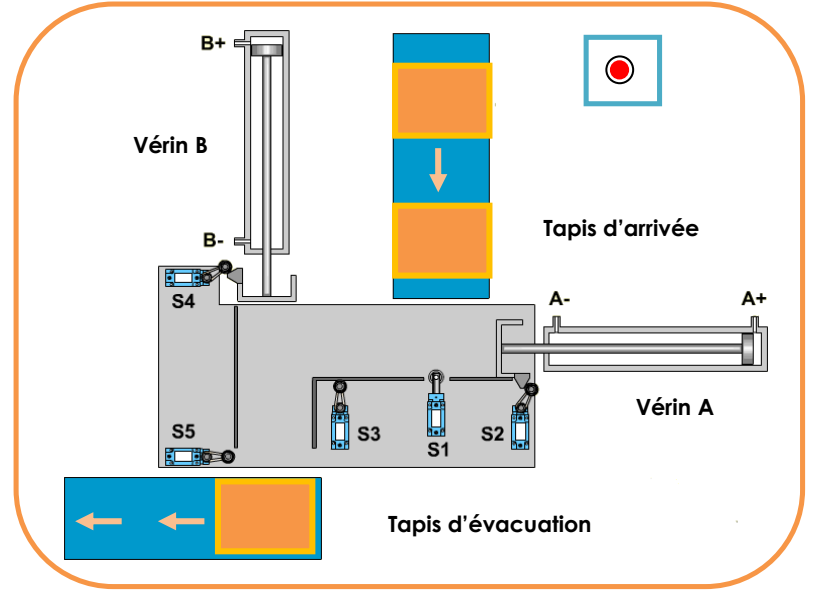 B+
Vérin B
B-
Tapis d’arrivée
A-
A+
S4
Vérin A
S5
S3
S1
S2
Tapis d’évacuation